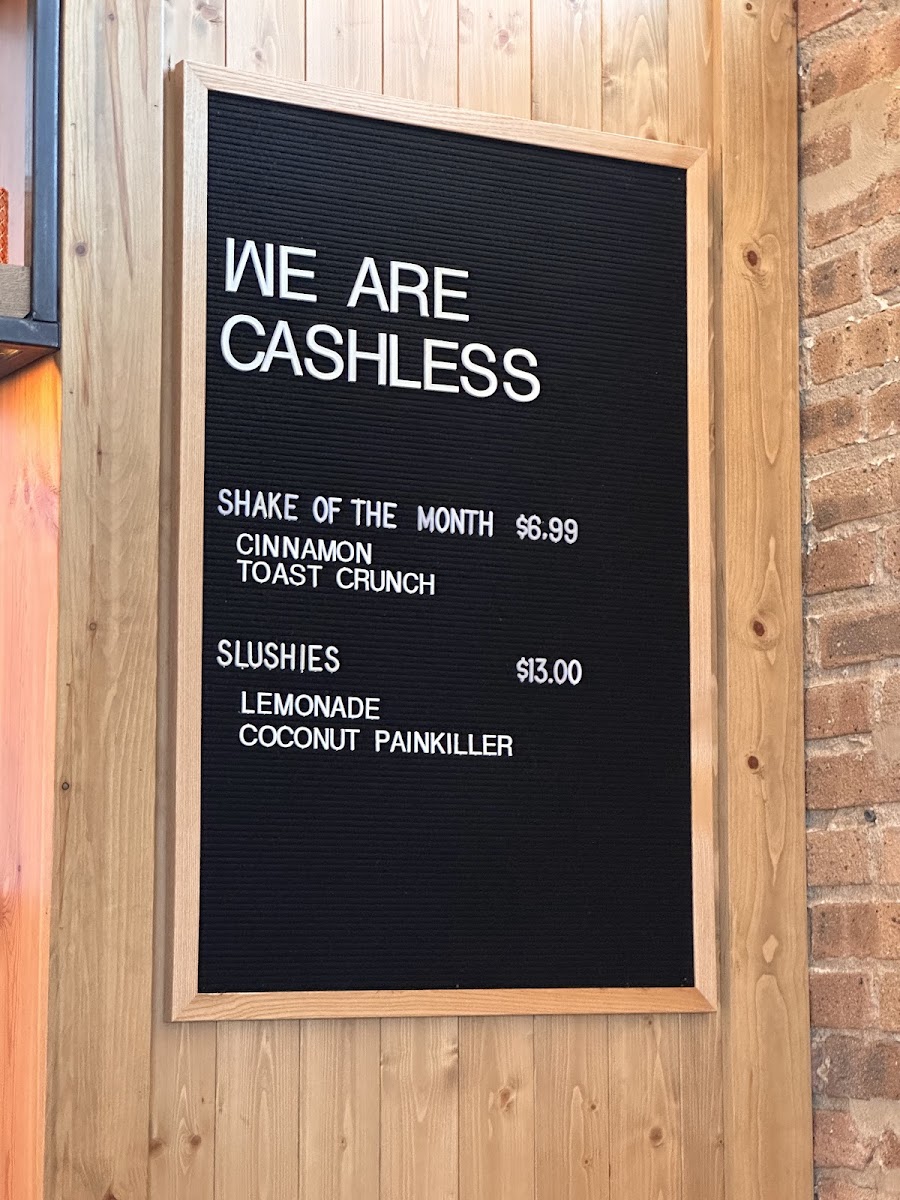 WE ARE
CASHLESS
SHAKE OF THE MONTH $6.99
CINNAMON
TOAST CRUNCH
SLUSHIES $13.00
LEMONADE
COCONUT PAINKILLER